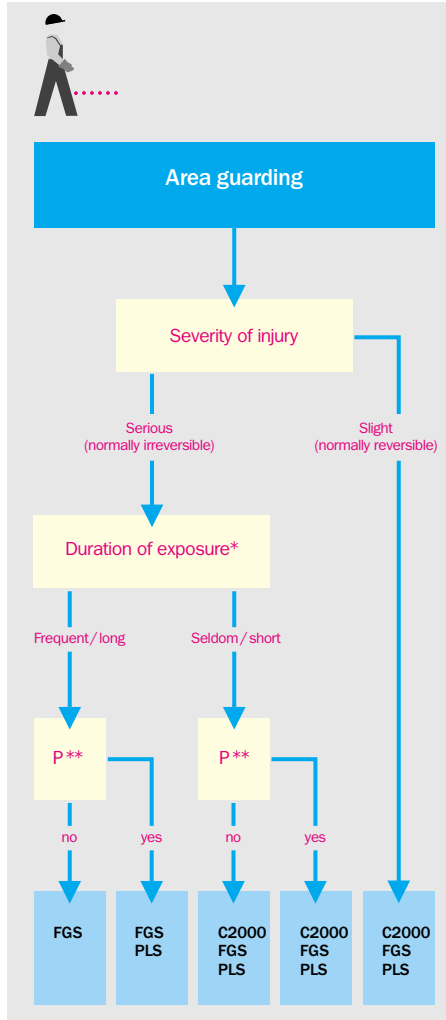 Area guarding
Severity of injury
Serious
(normally irreversible)
Slight
(normally reversible)
Duration of exposure*
Frequent/long
Seldom/short
P**
P**
no
yes
no
yes
FGS
FGS
PLS
C2000
FGS
PLS
C2000
FGS
PLS
C2000
FGS
PLS